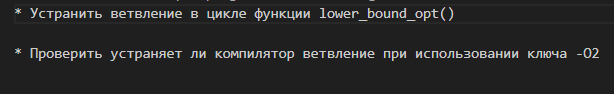 * Устранить ветвление в цикле функции lower_bound_opt()
* Проверить устраняет ли компилятор ветвление при использовании ключа -O2